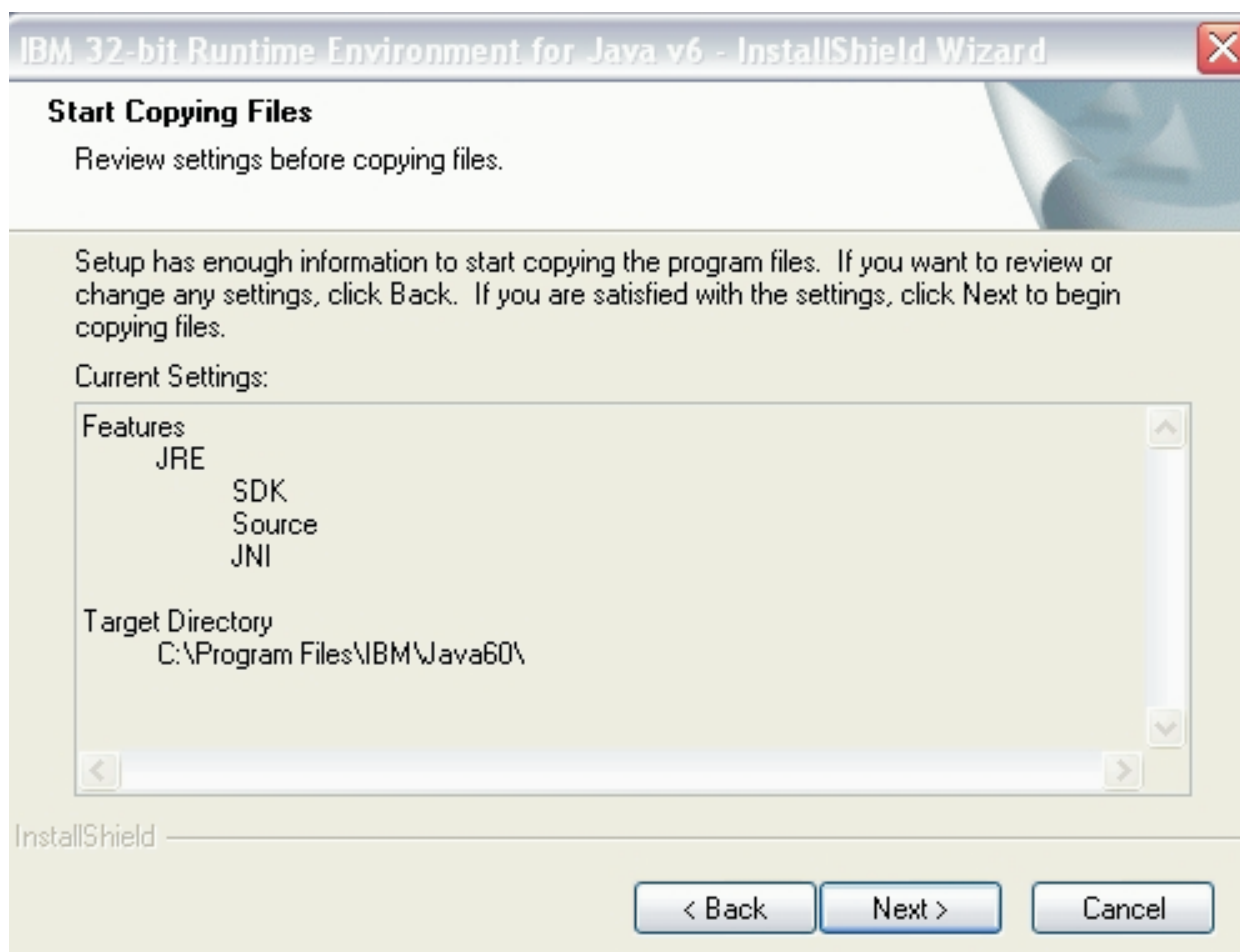 IBM 32-bit Runtime Environment for Java v6 - InstallShield Wizard
Start Copying Files
Review settings before copying files.
Setup has enough information to start copying the program files.  If you want to review or
change any settings, click Back.  If you are satisfied with the settings, click Next to begin
copying files.
Current Settings:
Features
JRE
SDK
Source
JNI
Target Directory
C:\Program Files\IBM\Java60\
InstallShield
< Back
Next >
Cancel